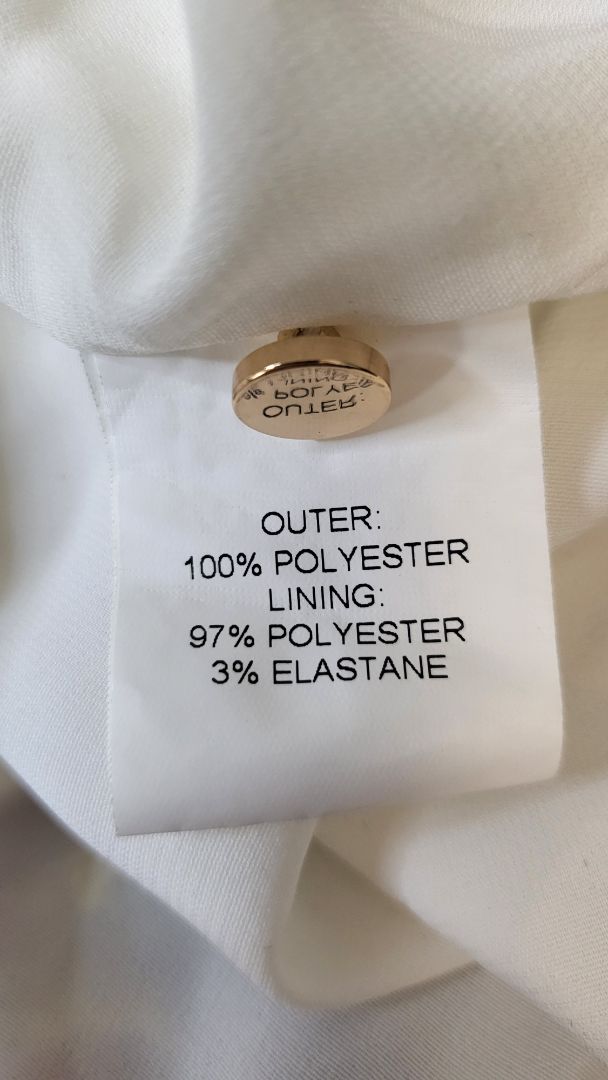 OUTER:
100% POLYESTER
LINING:
97% POLYESTER
3% ELASTANE